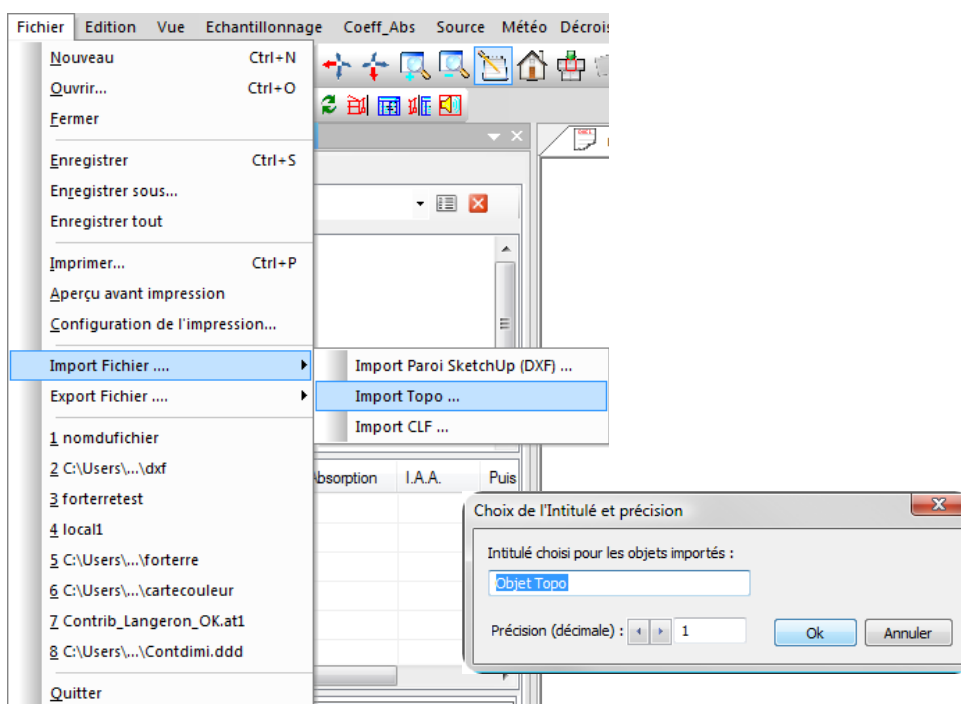 Fichier Edition Vue Echantillonnage Coeff_Abs Source Météo
Nouveau Ctrl+N
Ouvrir... Ctrl+O
Fermer
Enregistrer Ctrl+S
Enregistrer sous...
Enregistrer tout
Imprimer... Ctrl+P
Aperçu avant impression
Configuration de l'impression...
Import Fichier ....
Export Fichier ....
Import Paroi SketchUp (DXF) ...
Import Topo ...
Import CLF ...
1 nomdufichier
2 C:\Users\...\dxf
3 forterretest
4 local1
5 C:\Users\...\forterre
6 C:\Users\...\cartecouleur
7 Contrib_Langeron_OK.at1
8 C:\Users\...\Contdimi.ddd
Quitter
bsorption I.A.A. Puis
Choix de l'Intitulé et précision
Intitulé choisi pour les objets importés :
Objet Topo
Précision (décimale) : 1 Ok Annuler